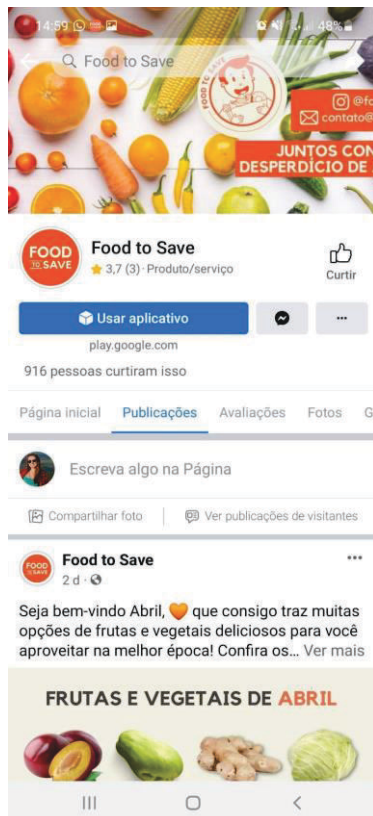 14:59
48%
Food to Save
FOOD TO SAVE
@fo
contato@
JUNTOS CON
DESPERDÍCIO DE
FOOD
TO SAVE
Food to Save
3,7 (3) · Produto/serviço
Curtir
Usar aplicativo
play.google.com
916 pessoas curtiram isso
Página inicial Publicações Avaliações Fotos G
Escreva algo na Página
Compartilhar foto Ver publicações de visitantes
FOOD
TO SAVE
Food to Save
2 d
Seja bem-vindo Abril, 🧡 que consigo traz muitas
opções de frutas e vegetais deliciosos para você
aproveitar na melhor época! Confira os... Ver mais
FRUTAS E VEGETAIS DE ABRIL